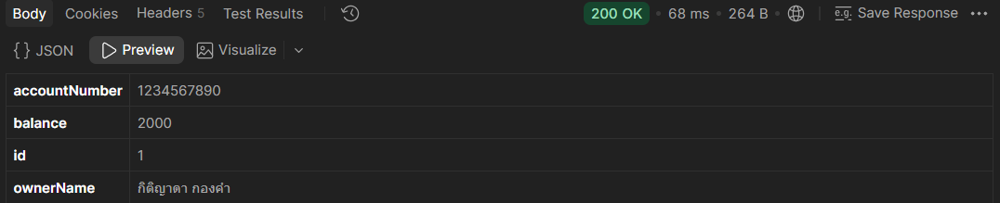 Body Cookies Headers 5 Test Results 200 OK • 68 ms • 264 B • e.g. Save Response •••
{ } JSON Preview Visualize
accountNumber 1234567890
balance 2000
id 1
ownerName กิติญาดา กองคำ